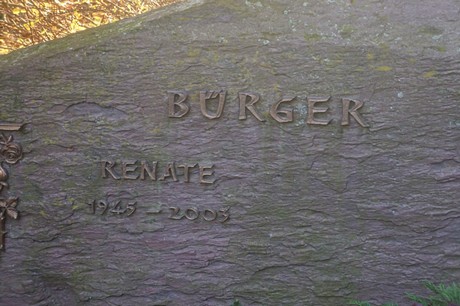 BÜRGER
RENATE
1945 – 2003